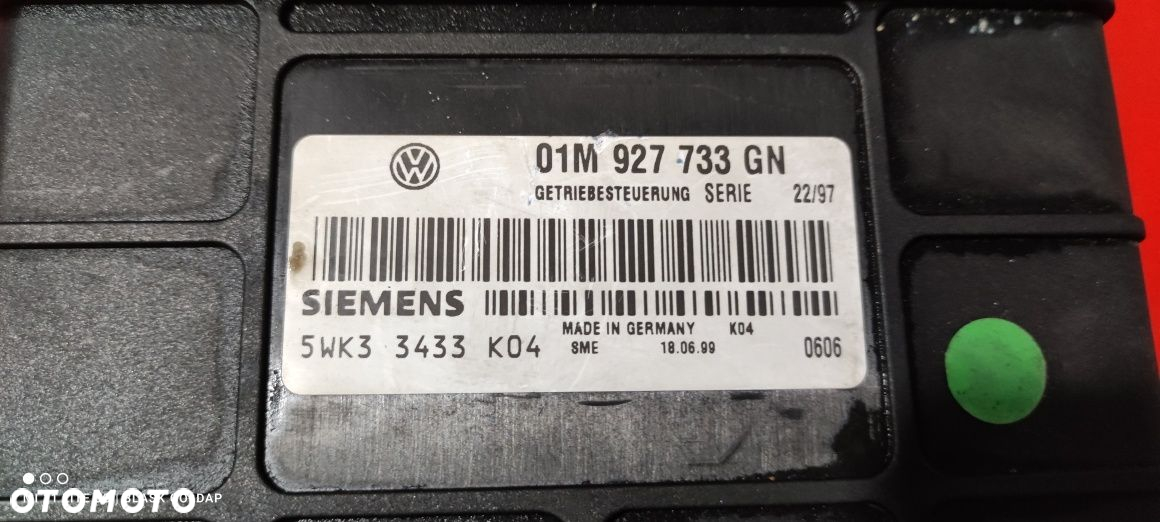 01M 927 733 GN
GETRIEBESTEUERUNG SERIE 22/97
SIEMENS
MADE IN GERMANY K04
5WK3 3433 K04 SME 18.06.99 0606
OTOMOTO